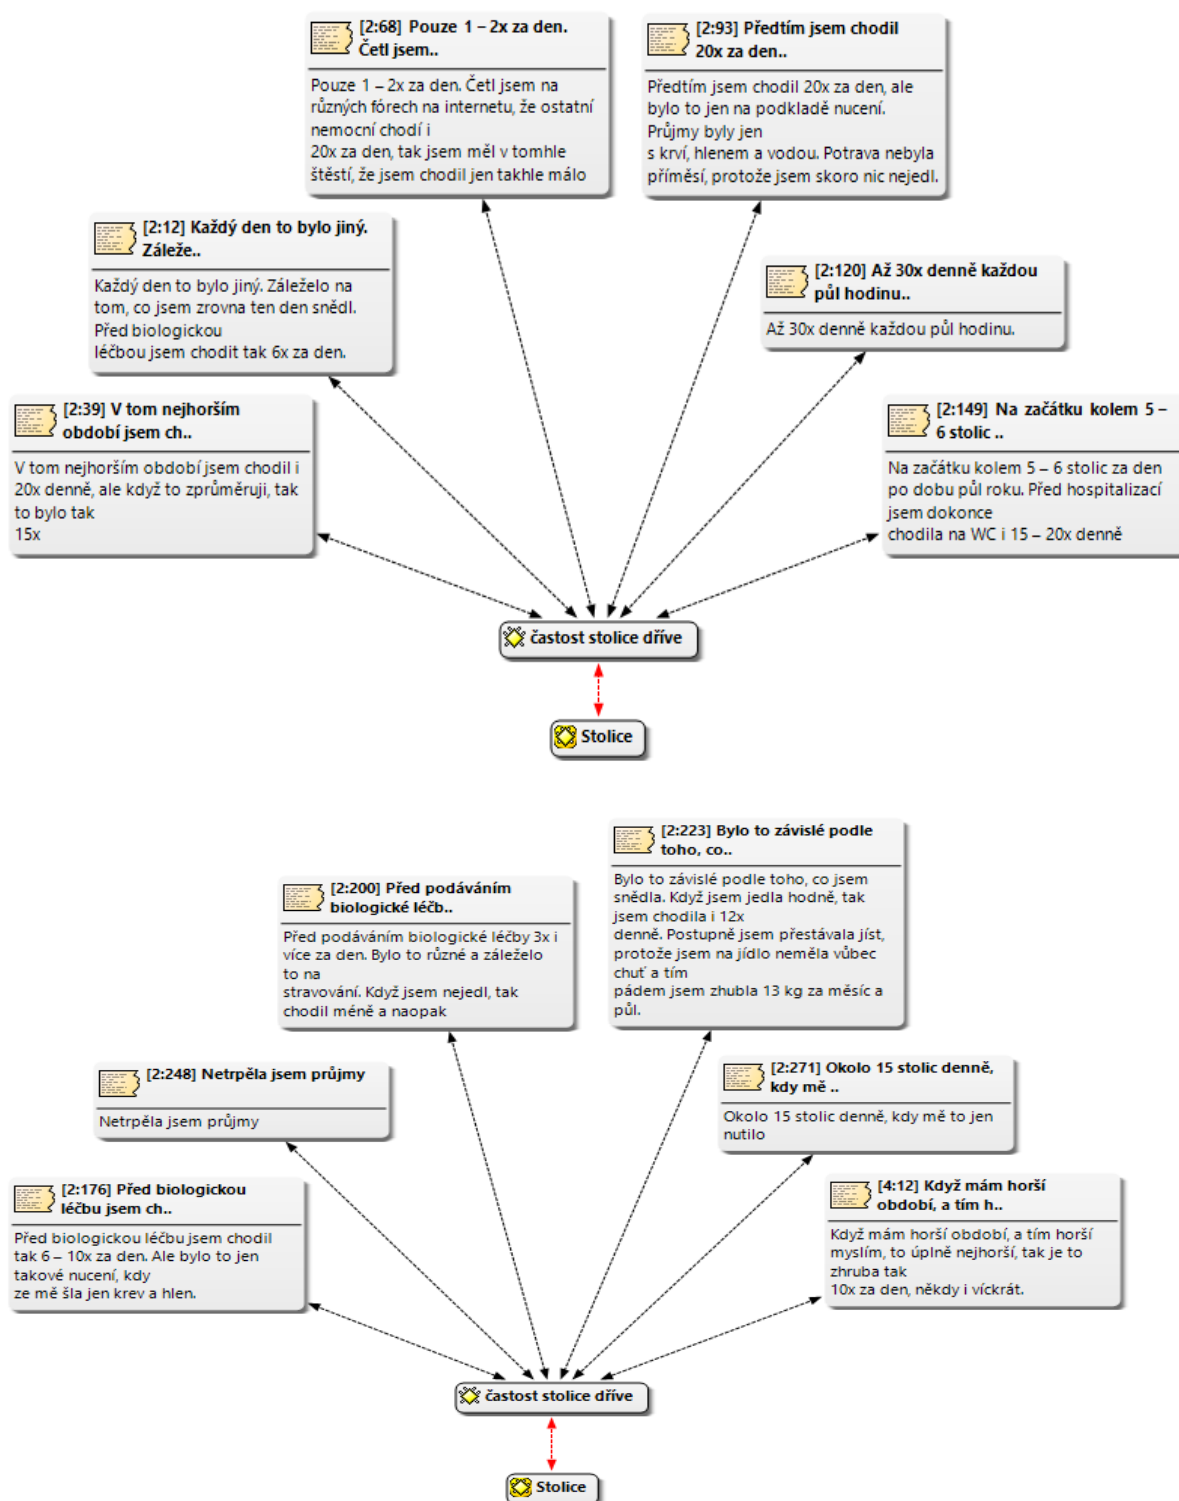 [2:68] Pouze 1 – 2x za den.
Četl jsem..
Pouze 1 – 2x za den. Četl jsem na
různých fórech na internetu, že ostatní
nemocní chodí i
20x za den, tak jsem měl v tomhle
štěstí, že jsem chodil jen takhle málo
[2:93] Předtím jsem chodil
20x za den..
Předtím jsem chodil 20x za den, ale
bylo to jen na podkladě nucení.
Průjmy byly jen
s krví, hlenem a vodou. Potrava nebyla
příměsí, protože jsem skoro nic nejedl.
[2:12] Každý den to bylo jiný.
Záleže..
Každý den to bylo jiný. Záleželo na
tom, co jsem zrovna ten den snědl.
Před biologickou
léčbou jsem chodit tak 6x za den.
[2:120] Až 30x denně každou
půl hodinu..
Až 30x denně každou půl hodinu.
[2:39] V tom nejhorším
období jsem ch..
V tom nejhorším období jsem chodil i
20x denně, ale když to zprůměruji, tak
to bylo tak
15x
[2:149] Na začátku kolem 5 –
6 stolic ..
Na začátku kolem 5 – 6 stolic za den
po dobu půl roku. Před hospitalizací
jsem dokonce
chodila na WC i 15 – 20x denně
častost stolice dříve
Stolice
[2:223] Bylo to závislé podle
toho, co..
Bylo to závislé podle toho, co jsem
snědla. Když jsem jedla hodně, tak
jsem chodila i 12x
denně. Postupně jsem přestávala jíst,
protože jsem na jídlo neměla vůbec
chuť a tím
pádem jsem zhubla 13 kg za měsíc a
půl.
[2:200] Před podáváním
biologické léčb..
Před podáváním biologické léčby 3x i
více za den. Bylo to různé a záleželo
to na
stravování. Když jsem nejedl, tak
chodil méně a naopak
[2:248] Netrpěla jsem průjmy
Netrpěla jsem průjmy
[2:271] Okolo 15 stolic denně,
kdy mě ..
Okolo 15 stolic denně, kdy mě to jen
nutilo
[2:176] Před biologickou
léčbu jsem ch..
Před biologickou léčbu jsem chodil
tak 6 – 10x za den. Ale bylo to jen
takové nucení, kdy
ze mě šla jen krev a hlen.
[4:12] Když mám horší
období, a tím h..
Když mám horší období, a tím horší
myslím, to úplně nejhorší, tak je to
zhruba tak
10x za den, někdy i víckrát.
častost stolice dříve
Stolice